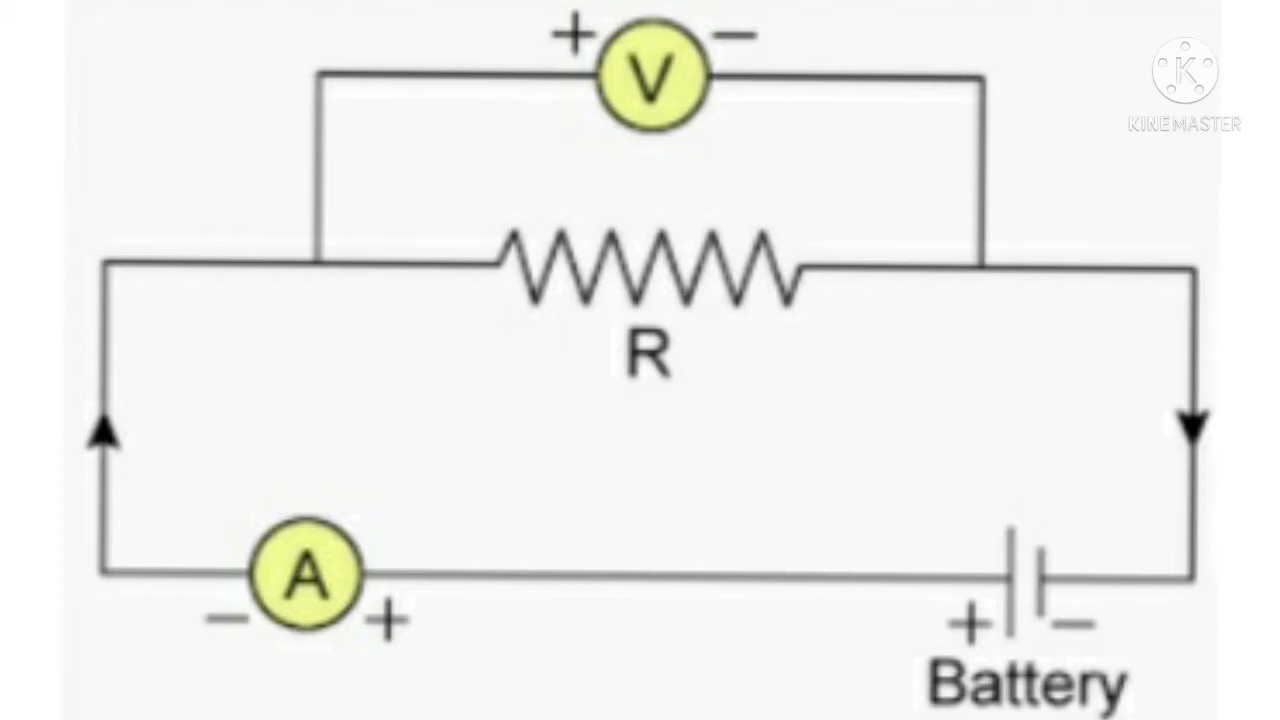 + V −
K
KINEMASTER
R
A
− +
+ −
Battery